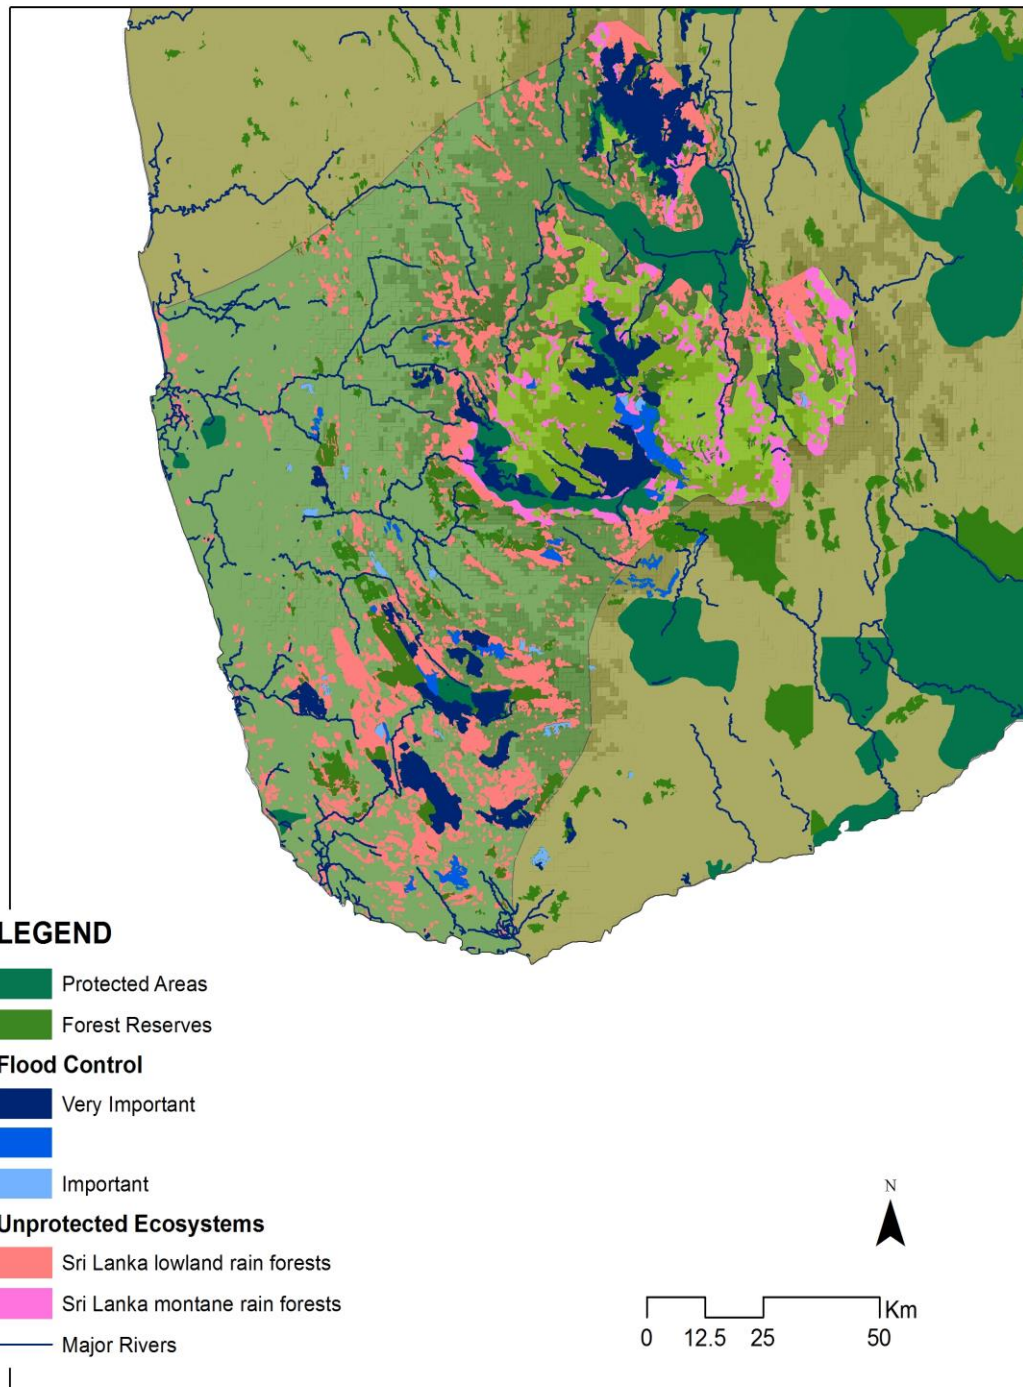 LEGEND
Protected Areas
Forest Reserves
Flood Control
Very Important
Important
Unprotected Ecosystems
Sri Lanka lowland rain forests
Sri Lanka montane rain forests
Major Rivers
N
Km
0 12.5 25 50